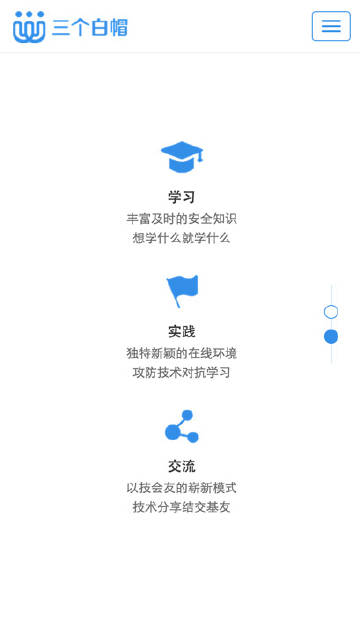 三个白帽
学习
丰富及时的安全知识
想学什么就学什么
实践
独特新颖的在线环境
攻防技术对抗学习
交流
以技会友的崭新模式
技术分享结交基友